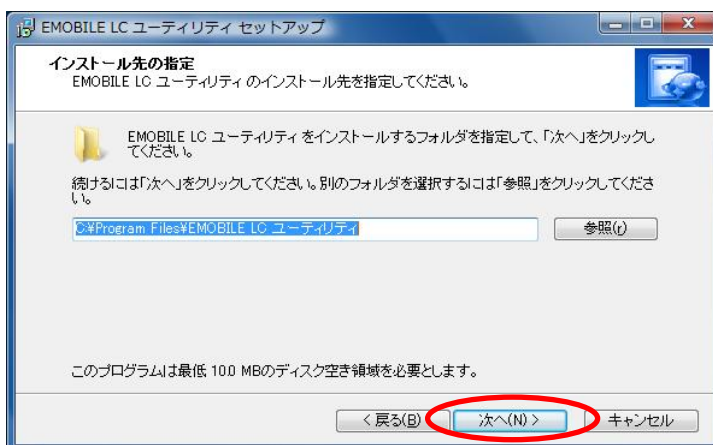 EMOBILE LC ユーティリティ セットアップ
インストール先の指定
EMOBILE LC ユーティリティ のインストール先を指定してください。
EMOBILE LC ユーティリティ をインストールするフォルダを指定して、「次へ」をクリックし
てください。
続けるには「次へ」をクリックしてください。別のフォルダを選択するには「参照」をクリックしてくださ
い。
C:¥Program Files¥EMOBILE LC ユーティリティ
参照(r)
このプログラムは最低 10.0 MBのディスク空き領域を必要とします。
< 戻る(B)
次へ(N) >
キャンセル